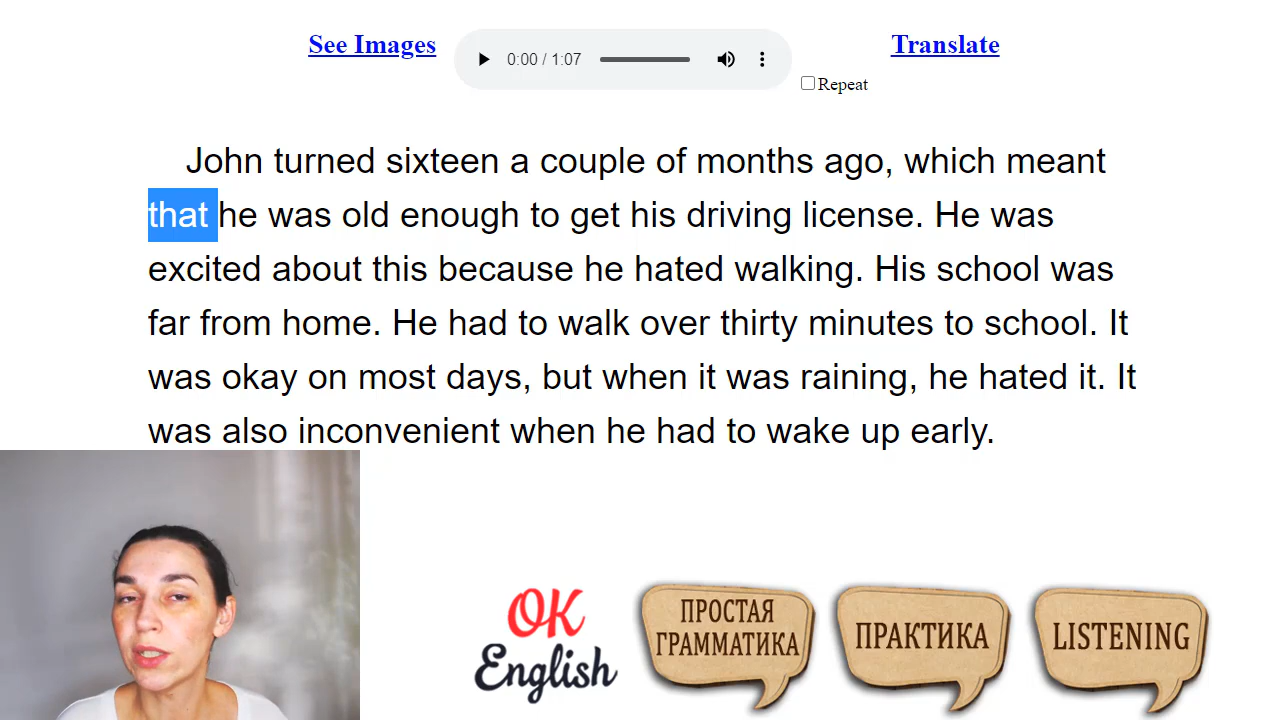 See Images
0:00 / 1:07
Translate
Repeat
John turned sixteen a couple of months ago, which meant
that he was old enough to get his driving license. He was
excited about this because he hated walking. His school was
far from home. He had to walk over thirty minutes to school. It
was okay on most days, but when it was raining, he hated it. It
was also inconvenient when he had to wake up early.
OK
English
ПРОСТАЯ
ГРАММАТИКА
ПРАКТИКА
LISTENING